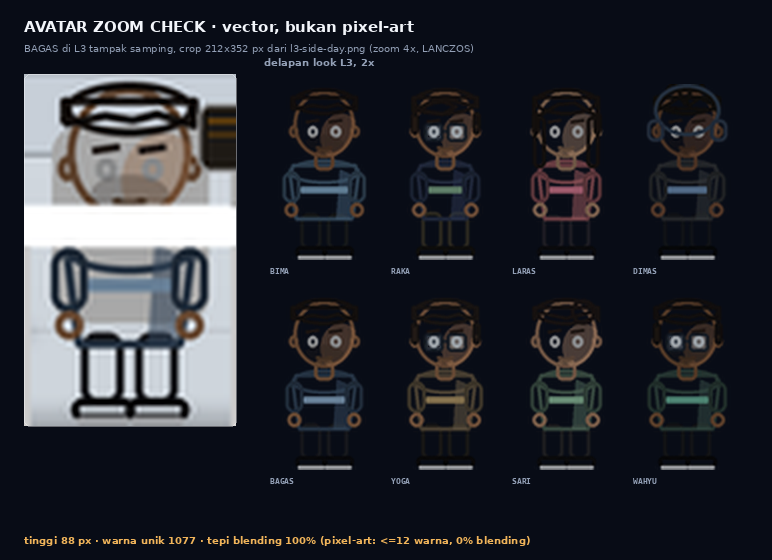 AVATAR ZOOM CHECK · vector, bukan pixel-art
BAGAS di L3 tampak samping, crop 212x352 px dari l3-side-day.png (zoom 4x, LANCZOS)
delapan look L3, 2x
BIMA
RAKA
LARAS
DIMAS
BAGAS
YOGA
SARI
WAHYU
tinggi 88 px · warna unik 1077 · tepi blending 100% (pixel-art: <=12 warna, 0% blending)